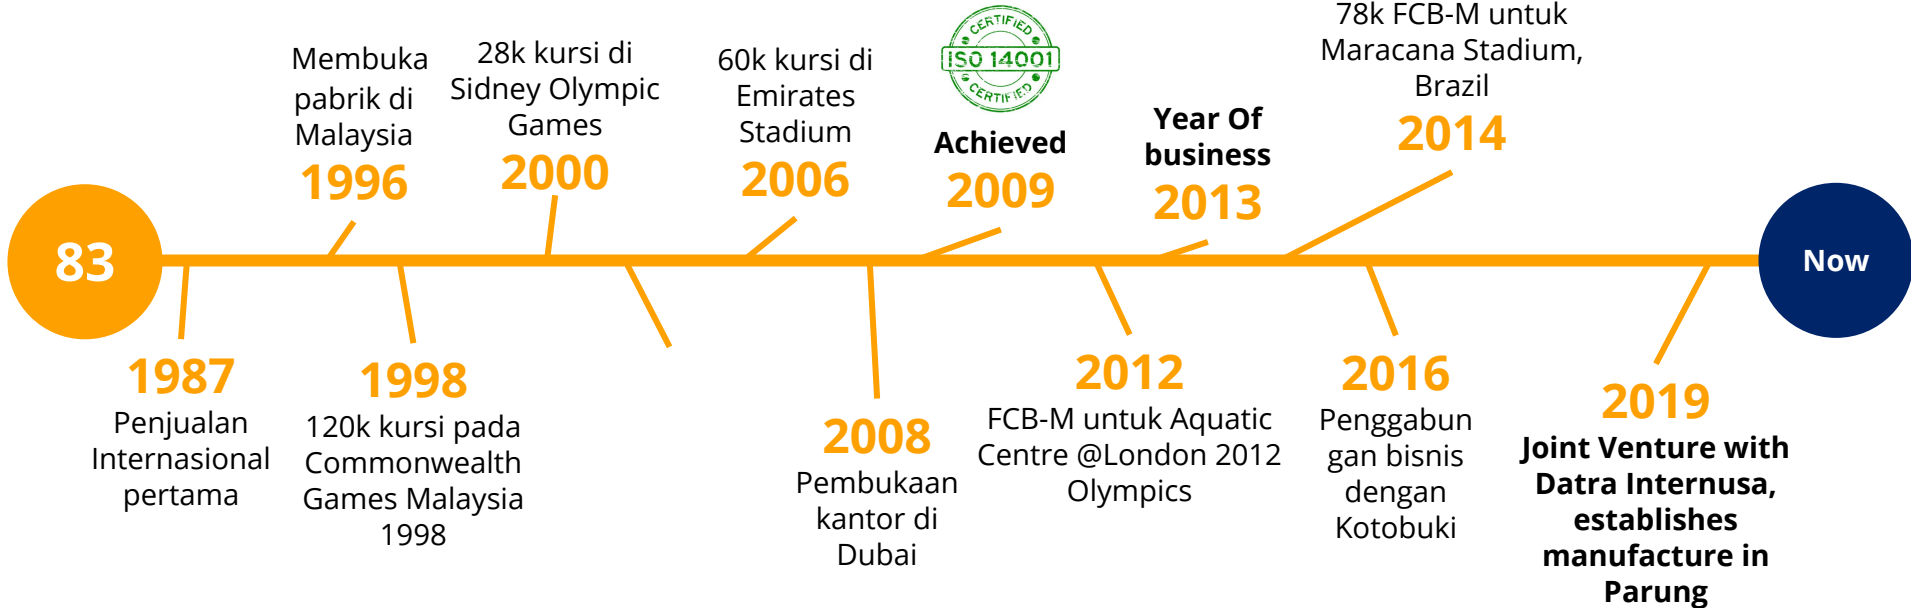 83
Membuka
pabrik di
Malaysia
1996
28k kursi di
Sidney Olympic
Games
2000
60k kursi di
Emirates
Stadium
2006
CERTIFIED
ISO 14001
CERTIFIED
Achieved
2009
Year Of
business
2013
78k FCB-M untuk
Maracana Stadium,
Brazil
2014
Now
1987
Penjualan
Internasional
pertama
1998
120k kursi pada
Commonwealth
Games Malaysia
1998
2008
Pembukaan
kantor di
Dubai
2012
FCB-M untuk Aquatic
Centre @London 2012
Olympics
2016
Penggabun
gan bisnis
dengan
Kotobuki
2019
Joint Venture with
Datra Internusa,
establishes
manufacture in
Parung